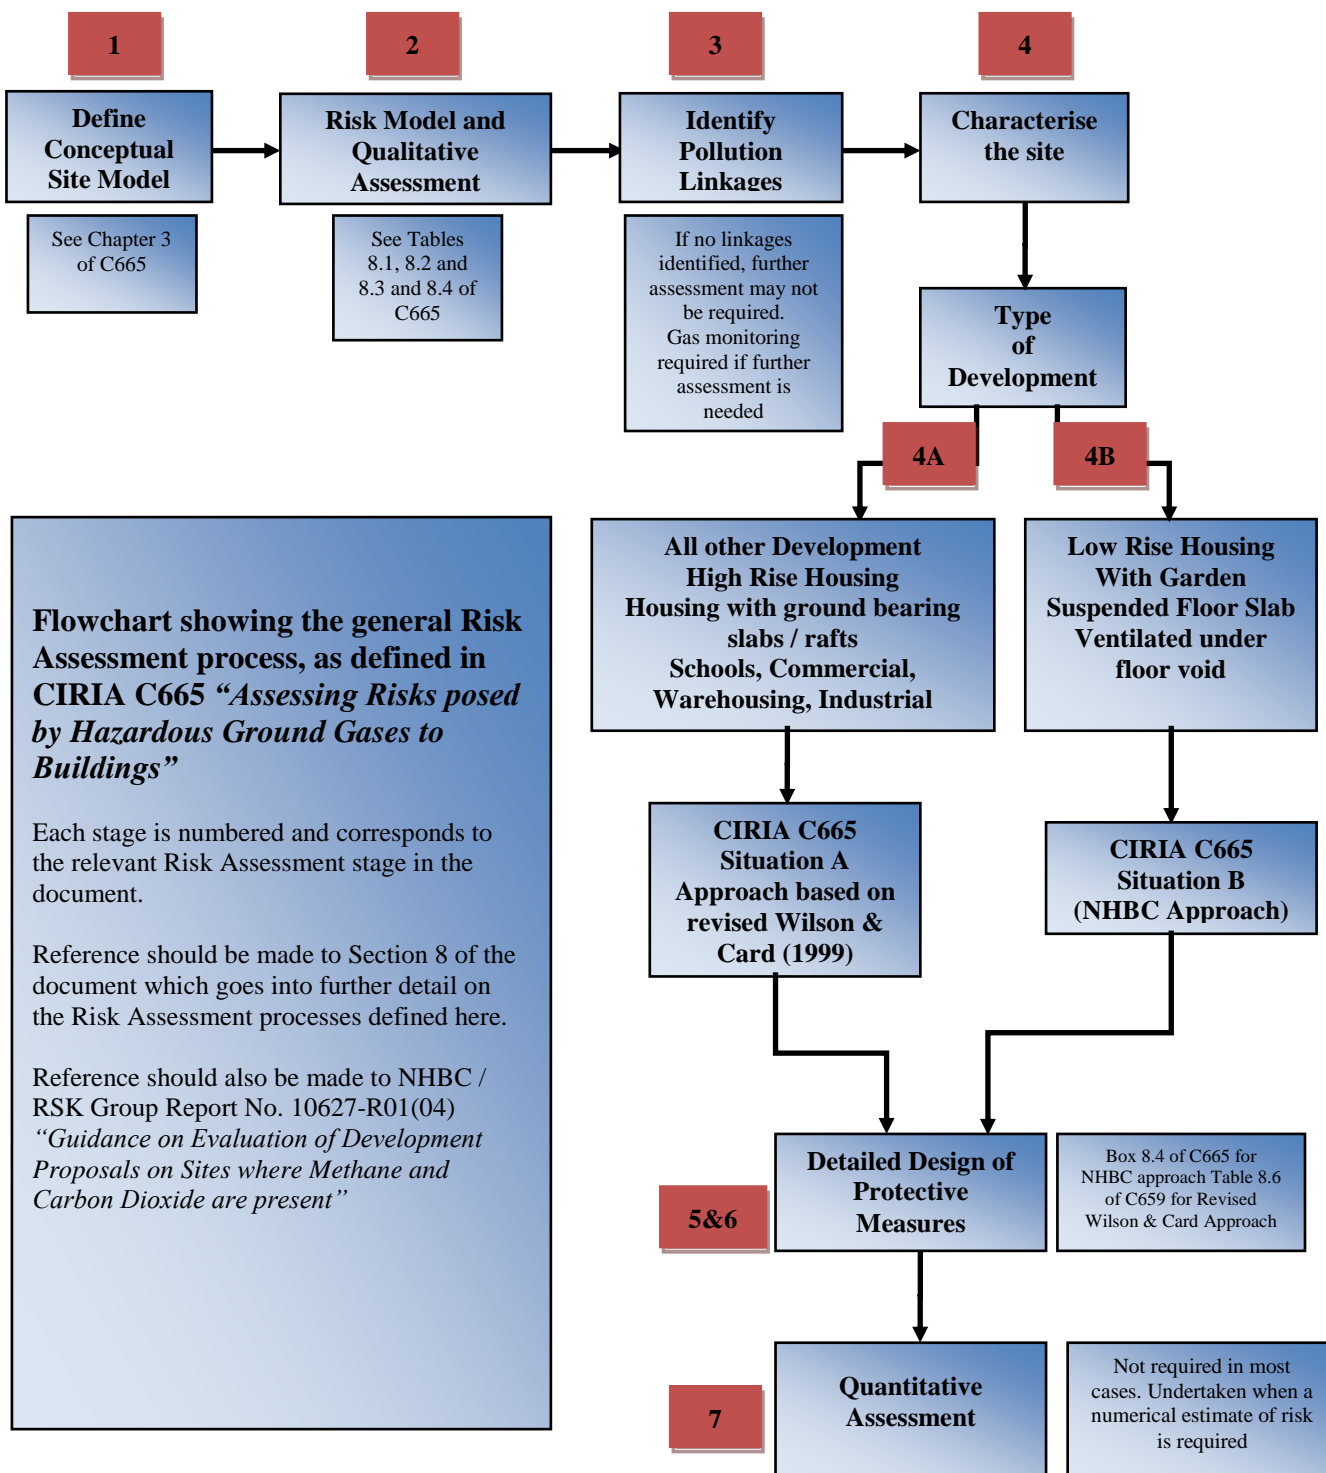 1
2
3
4
Define
Conceptual
Site Model
Risk Model and
Qualitative
Assessment
Identify
Pollution
Linkages
Characterise
the site
See Chapter 3
of C665
See Tables
8.1, 8.2 and
8.3 and 8.4 of
C665
If no linkages
identified, further
assessment may not
be required.
Gas monitoring
required if further
assessment is
needed
Type
of
Development
4A
4B
All other Development
High Rise Housing
Housing with ground bearing
slabs / rafts
Schools, Commercial,
Warehousing, Industrial
Low Rise Housing
With Garden
Suspended Floor Slab
Ventilated under
floor void
Flowchart showing the general Risk
Assessment process, as defined in
CIRIA C665 “Assessing Risks posed
by Hazardous Ground Gases to
Buildings”
Each stage is numbered and corresponds to
the relevant Risk Assessment stage in the
document.
Reference should be made to Section 8 of the
document which goes into further detail on
the Risk Assessment processes defined here.
Reference should also be made to NHBC /
RSK Group Report No. 10627-R01(04)
“Guidance on Evaluation of Development
Proposals on Sites where Methane and
Carbon Dioxide are present”
CIRIA C665
Situation A
Approach based on
revised Wilson &
Card (1999)
CIRIA C665
Situation B
(NHBC Approach)
5&6
Detailed Design of
Protective
Measures
Box 8.4 of C665 for
NHBC approach Table 8.6
of C659 for Revised
Wilson & Card Approach
7
Quantitative
Assessment
Not required in most
cases. Undertaken when a
numerical estimate of risk
is required